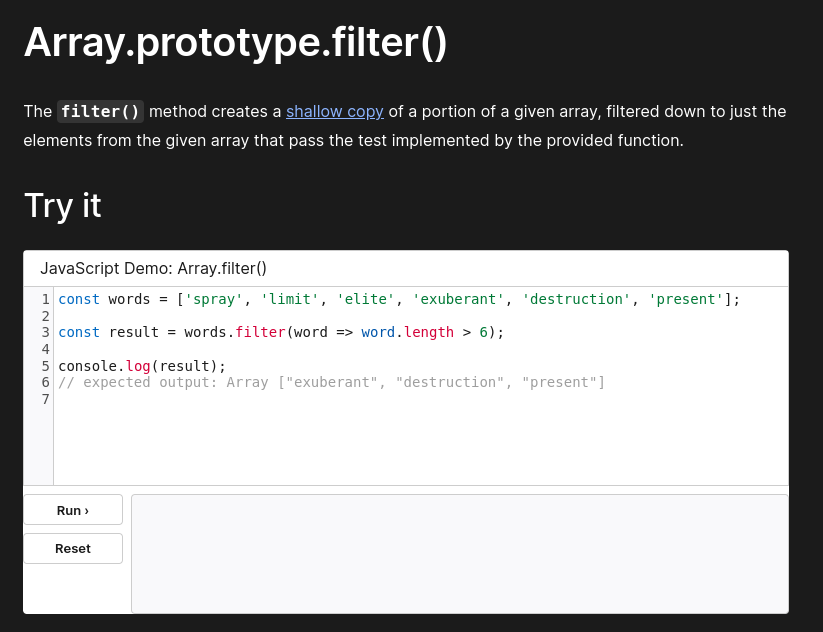 Array.prototype.filter()
The filter() method creates a shallow copy of a portion of a given array, filtered down to just the
elements from the given array that pass the test implemented by the provided function.
Try it
JavaScript Demo: Array.filter()
1 const words = ['spray', 'limit', 'elite', 'exuberant', 'destruction', 'present'];
2
3 const result = words.filter(word => word.length > 6);
4
5 console.log(result);
6 // expected output: Array ["exuberant", "destruction", "present"]
7
Run ›
Reset